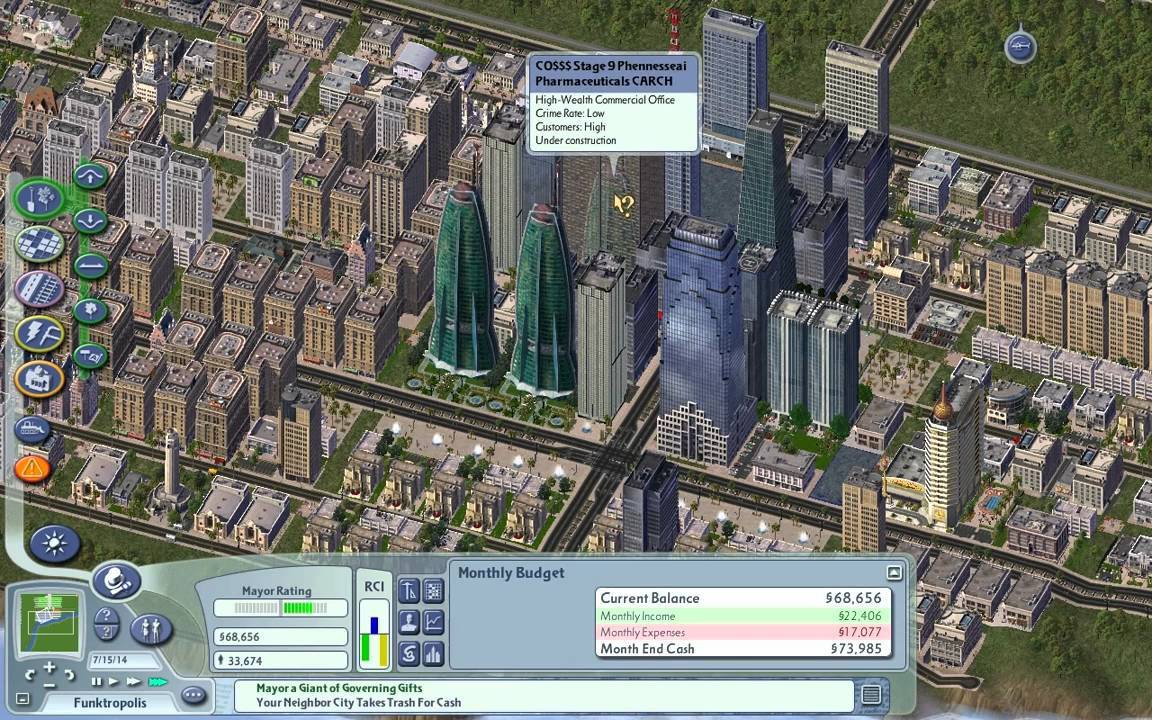 CO$$$ Stage 9 Phennesseai
Pharmaceuticals CARCH
High-Wealth Commercial Office
Crime Rate: Low
Customers: High
Under construction
Mayor Rating
§68,656
33,674
7/15/14
Funktropolis
RCI
Monthly Budget
Current Balance §68,656
Monthly Income §22,406
Monthly Expenses §17,077
Month End Cash §73,985
Mayor a Giant of Governing Gifts
Your Neighbor City Takes Trash For Cash